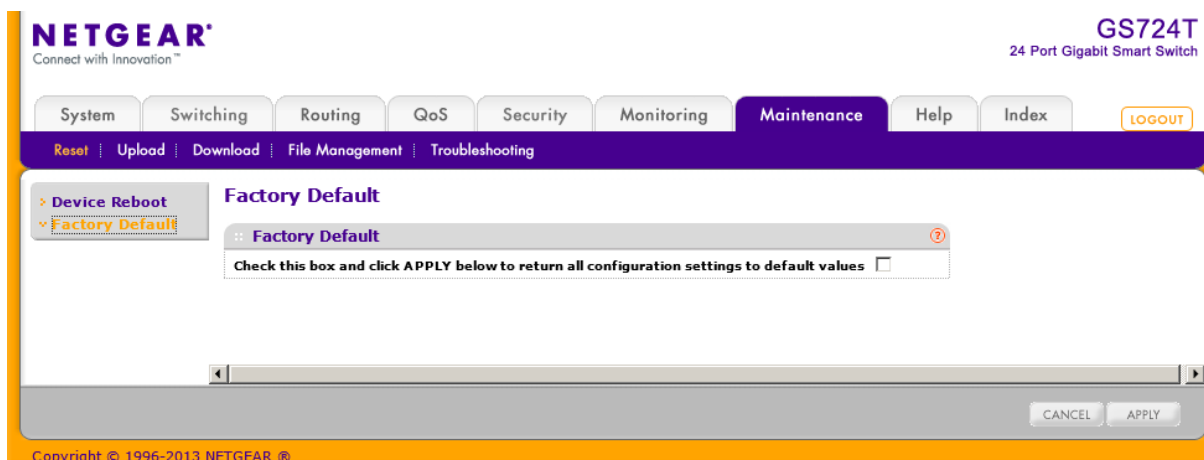 NETGEAR®
Connect with Innovation™
GS724T
24 Port Gigabit Smart Switch
System Switching Routing QoS Security Monitoring Maintenance Help Index LOGOUT
Reset | Upload | Download | File Management | Troubleshooting
Device Reboot
Factory Default
Factory Default
Factory Default ?
Check this box and click APPLY below to return all configuration settings to default values
CANCEL APPLY
Copyright © 1996-2013 NETGEAR ®